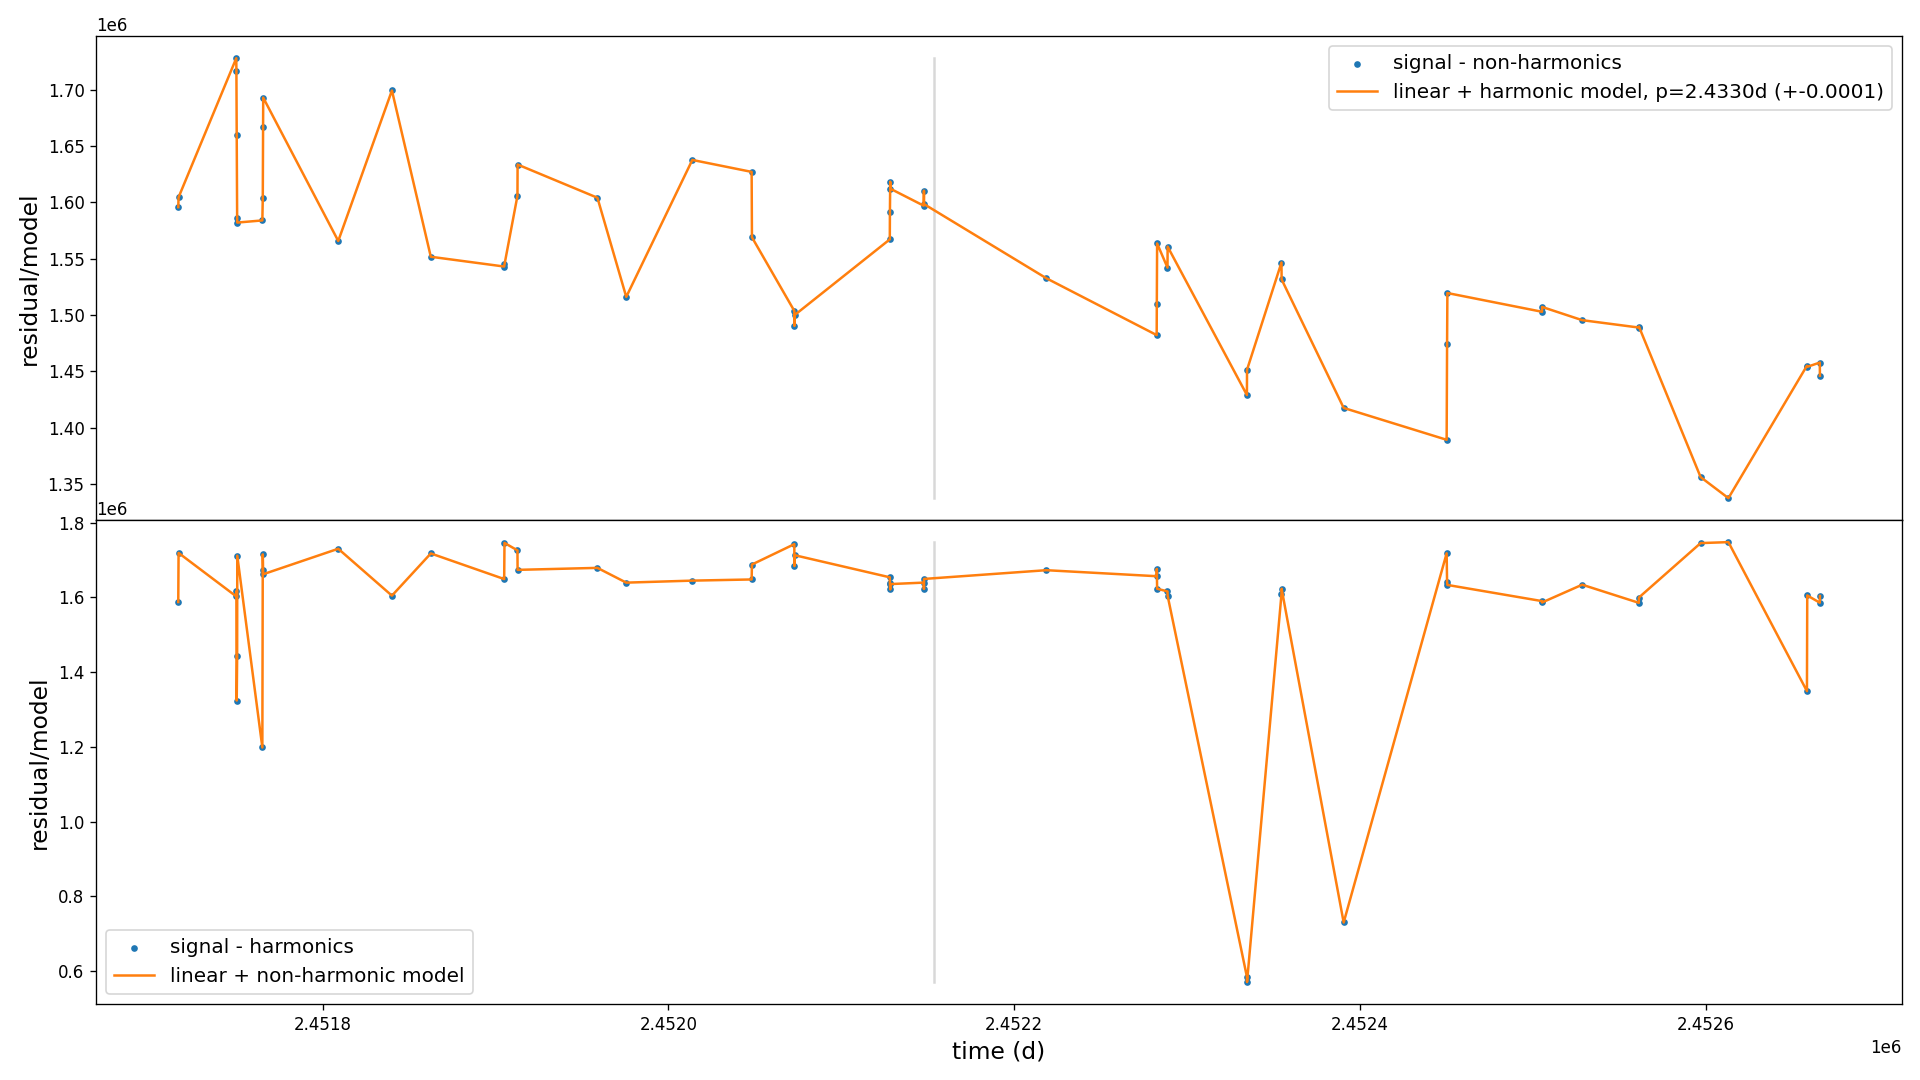 1e6
signal - non-harmonics
linear + harmonic model, p=2.4330d (+-0.0001)
1.70
1.65
1.60
1.55
1.50
1.45
1.40
1.35
residual/model
1e6
1.8
1.6
1.4
1.2
1.0
0.8
0.6
residual/model
signal - harmonics
linear + non-harmonic model
2.4518
2.4520
2.4522
2.4524
2.4526
time (d)
1e6